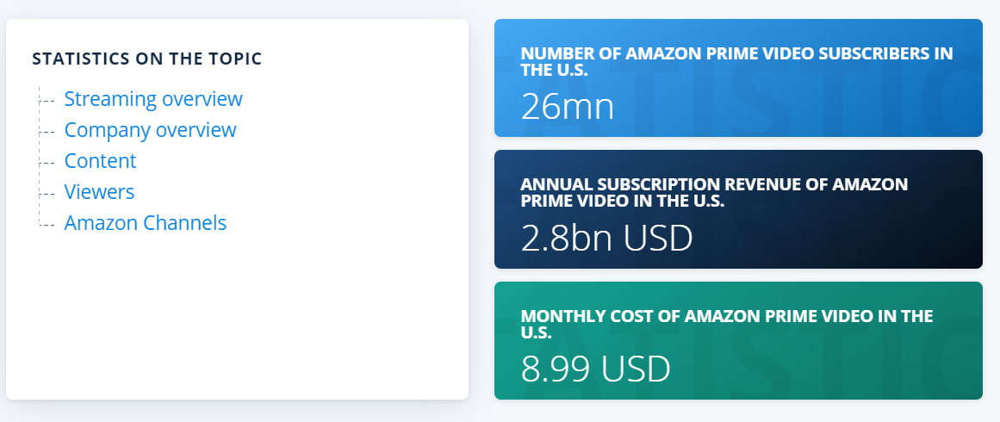 STATISTICS ON THE TOPIC
Streaming overview
Company overview
Content
Viewers
Amazon Channels
NUMBER OF AMAZON PRIME VIDEO SUBSCRIBERS IN
THE U.S.
26mn
ANNUAL SUBSCRIPTION REVENUE OF AMAZON
PRIME VIDEO IN THE U.S.
2.8bn USD
MONTHLY COST OF AMAZON PRIME VIDEO IN THE
U.S.
8.99 USD